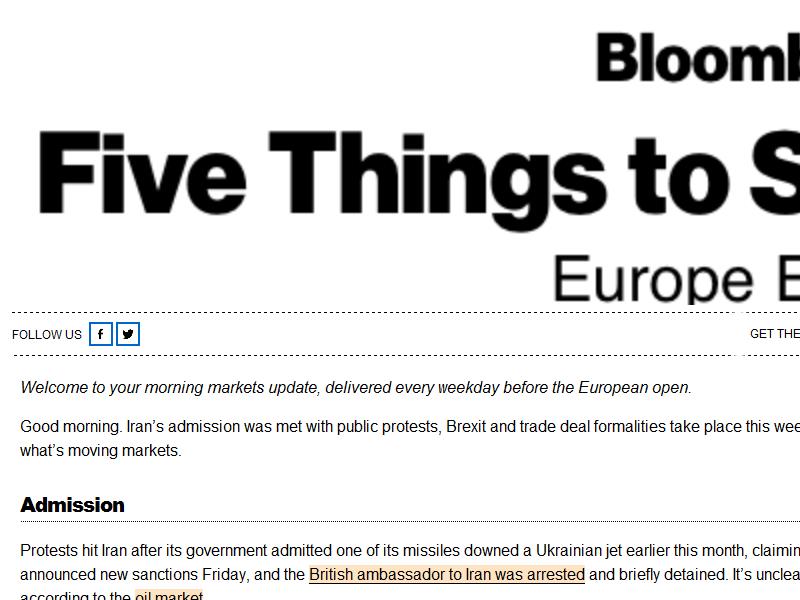 Bloom
Five Things to S
Europe E
FOLLOW US
GET THE
Welcome to your morning markets update, delivered every weekday before the European open.
Good morning. Iran’s admission was met with public protests, Brexit and trade deal formalities take place this wee
what’s moving markets.
Admission
Protests hit Iran after its government admitted one of its missiles downed a Ukrainian jet earlier this month, claimin
announced new sanctions Friday, and the British ambassador to Iran was arrested and briefly detained. It’s unclea
according to the oil market.